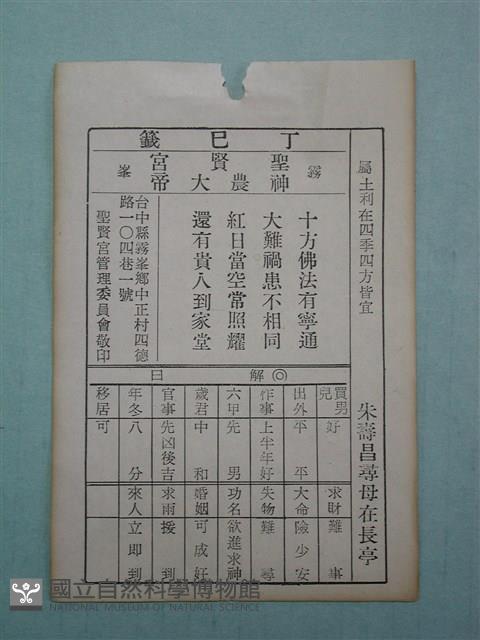 屬土利在四季四方皆宜
朱壽昌尋母在長亭
丁巳籤
霧峯
聖賢宮
神農大帝
十方佛法有寧通
大難禍患不相同
紅日當空常照耀
還有貴人到家堂
台中縣霧峯鄉中正村四德
路一〇四巷一號
聖賢宮管理委員會敬印
◎解曰
買男兒 好 求財 難事
出外 平平 大命 險少安
作事 上半年好 失物 難尋
六甲 先男 功名 欲進求神
歲君 中和 婚姻 可成好
官事 先凶後吉 求雨 援到
年冬 八分 來人 立即到
移居 可
國立自然科學博物館
NATIONAL MUSEUM OF NATURAL SCIENCE